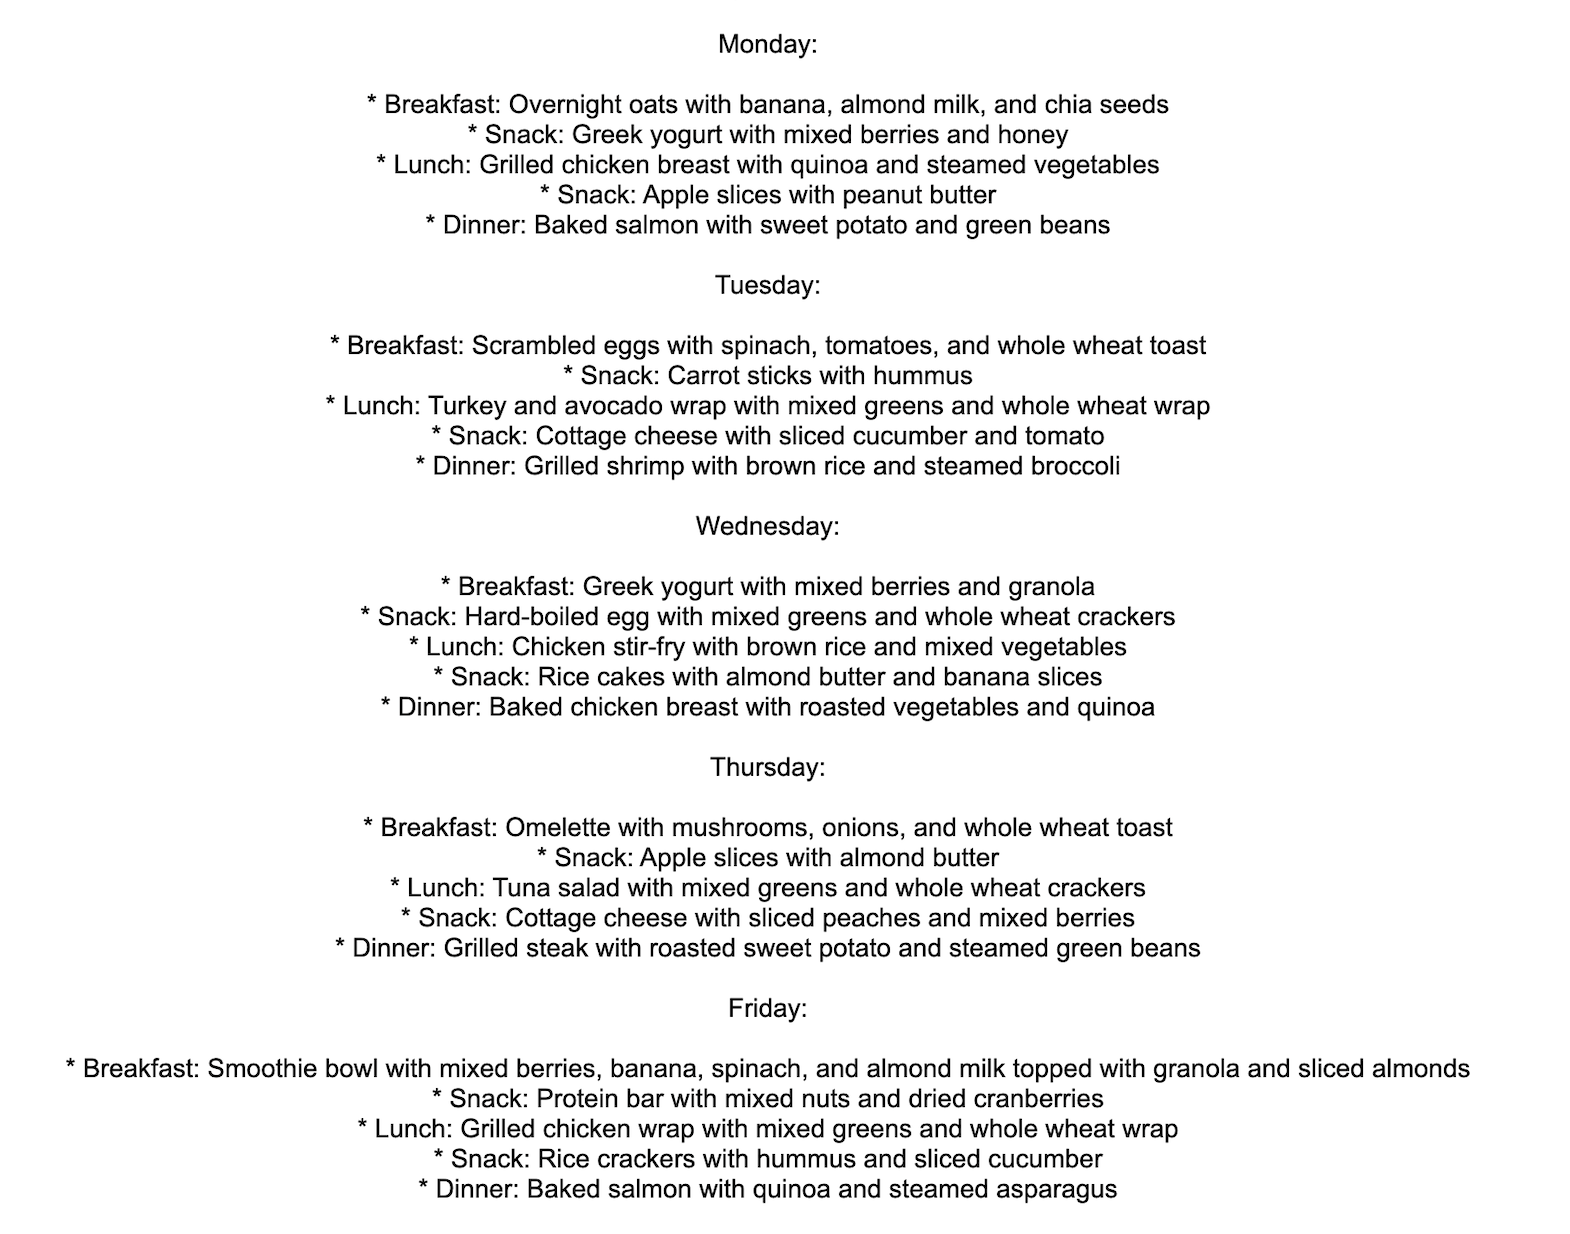 Monday:
* Breakfast: Overnight oats with banana, almond milk, and chia seeds
* Snack: Greek yogurt with mixed berries and honey
* Lunch: Grilled chicken breast with quinoa and steamed vegetables
* Snack: Apple slices with peanut butter
* Dinner: Baked salmon with sweet potato and green beans
Tuesday:
* Breakfast: Scrambled eggs with spinach, tomatoes, and whole wheat toast
* Snack: Carrot sticks with hummus
* Lunch: Turkey and avocado wrap with mixed greens and whole wheat wrap
* Snack: Cottage cheese with sliced cucumber and tomato
* Dinner: Grilled shrimp with brown rice and steamed broccoli
Wednesday:
* Breakfast: Greek yogurt with mixed berries and granola
* Snack: Hard-boiled egg with mixed greens and whole wheat crackers
* Lunch: Chicken stir-fry with brown rice and mixed vegetables
* Snack: Rice cakes with almond butter and banana slices
* Dinner: Baked chicken breast with roasted vegetables and quinoa
Thursday:
* Breakfast: Omelette with mushrooms, onions, and whole wheat toast
* Snack: Apple slices with almond butter
* Lunch: Tuna salad with mixed greens and whole wheat crackers
* Snack: Cottage cheese with sliced peaches and mixed berries
* Dinner: Grilled steak with roasted sweet potato and steamed green beans
Friday:
* Breakfast: Smoothie bowl with mixed berries, banana, spinach, and almond milk topped with granola and sliced almonds
* Snack: Protein bar with mixed nuts and dried cranberries
* Lunch: Grilled chicken wrap with mixed greens and whole wheat wrap
* Snack: Rice crackers with hummus and sliced cucumber
* Dinner: Baked salmon with quinoa and steamed asparagus